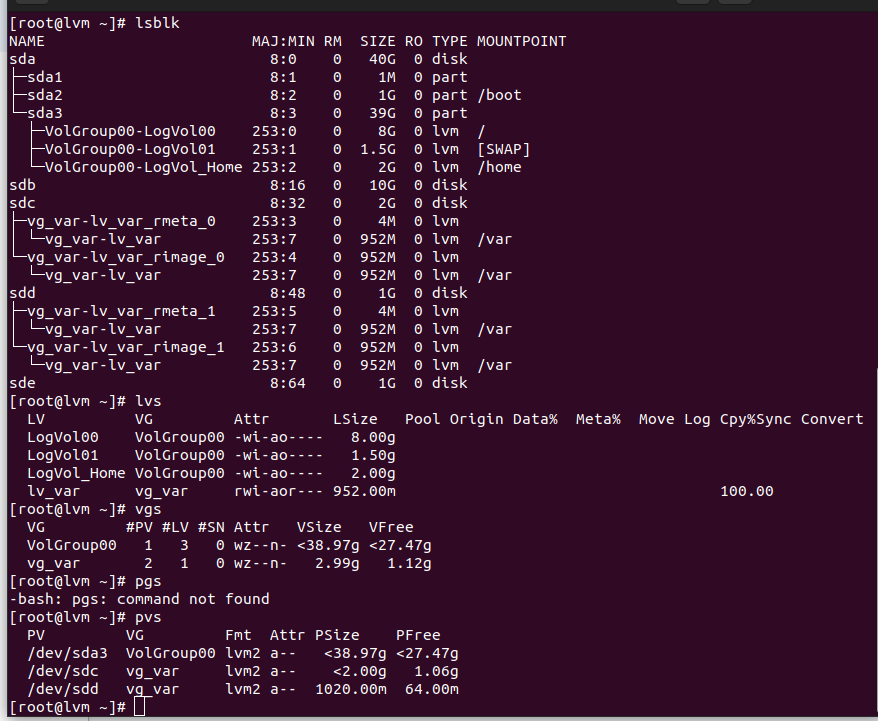 [root@lvm ~]# lsblk
NAME                       MAJ:MIN RM  SIZE RO TYPE MOUNTPOINT
sda                          8:0    0   40G  0 disk
├─sda1                       8:1    0    1M  0 part
├─sda2                       8:2    0    1G  0 part /boot
└─sda3                       8:3    0   39G  0 part
  ├─VolGroup00-LogVol00    253:0    0    8G  0 lvm  /
  ├─VolGroup00-LogVol01    253:1    0  1.5G  0 lvm  [SWAP]
  └─VolGroup00-LogVol_Home 253:2    0    2G  0 lvm  /home
sdb                          8:16   0   10G  0 disk
sdc                          8:32   0    2G  0 disk
├─vg_var-lv_var_rmeta_0    253:3    0    4M  0 lvm
│ └─vg_var-lv_var          253:7    0  952M  0 lvm  /var
└─vg_var-lv_var_rimage_0   253:4    0  952M  0 lvm
  └─vg_var-lv_var          253:7    0  952M  0 lvm  /var
sdd                          8:48   0    1G  0 disk
├─vg_var-lv_var_rmeta_1    253:5    0    4M  0 lvm
│ └─vg_var-lv_var          253:7    0  952M  0 lvm  /var
└─vg_var-lv_var_rimage_1   253:6    0  952M  0 lvm
  └─vg_var-lv_var          253:7    0  952M  0 lvm  /var
sde                          8:64   0    1G  0 disk
[root@lvm ~]# lvs
  LV          VG         Attr       LSize   Pool Origin Data%  Meta%  Move Log Cpy%Sync Convert
  LogVol00    VolGroup00 -wi-ao----   8.00g
  LogVol01    VolGroup00 -wi-ao----   1.50g
  LogVol_Home VolGroup00 -wi-ao----   2.00g
  lv_var      vg_var     rwi-aor--- 952.00m                                    100.00
[root@lvm ~]# vgs
  VG         #PV #LV #SN Attr   VSize   VFree
  VolGroup00   1   3   0 wz--n- <38.97g <27.47g
  vg_var       2   1   0 wz--n-   2.99g   1.12g
[root@lvm ~]# pgs
-bash: pgs: command not found
[root@lvm ~]# pvs
  PV         VG         Fmt  Attr PSize    PFree
  /dev/sda3  VolGroup00 lvm2 a--   <38.97g <27.47g
  /dev/sdc   vg_var     lvm2 a--    <2.00g   1.06g
  /dev/sdd   vg_var     lvm2 a--  1020.00m  64.00m
[root@lvm ~]#